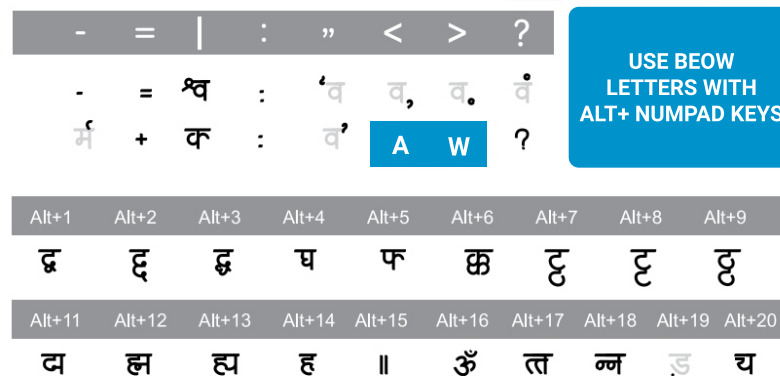 - = | : ” < > ?
- = श्व : ‘व व, व. वं
र्म + क : व’ A W ?
USE BEOW
LETTERS WITH
ALT+ NUMPAD KEYS
Alt+1 Alt+2 Alt+3 Alt+4 Alt+5 Alt+6 Alt+7 Alt+8 Alt+9
द्व द्द द्ध घ फ क्क ट्ठ ट्ट ठ्ठ
Alt+11 Alt+12 Alt+13 Alt+14 Alt+15 Alt+16 Alt+17 Alt+18 Alt+19 Alt+20
द्य ह्म ह्य हृ ॥ ॐ त्त न्न ड़ च